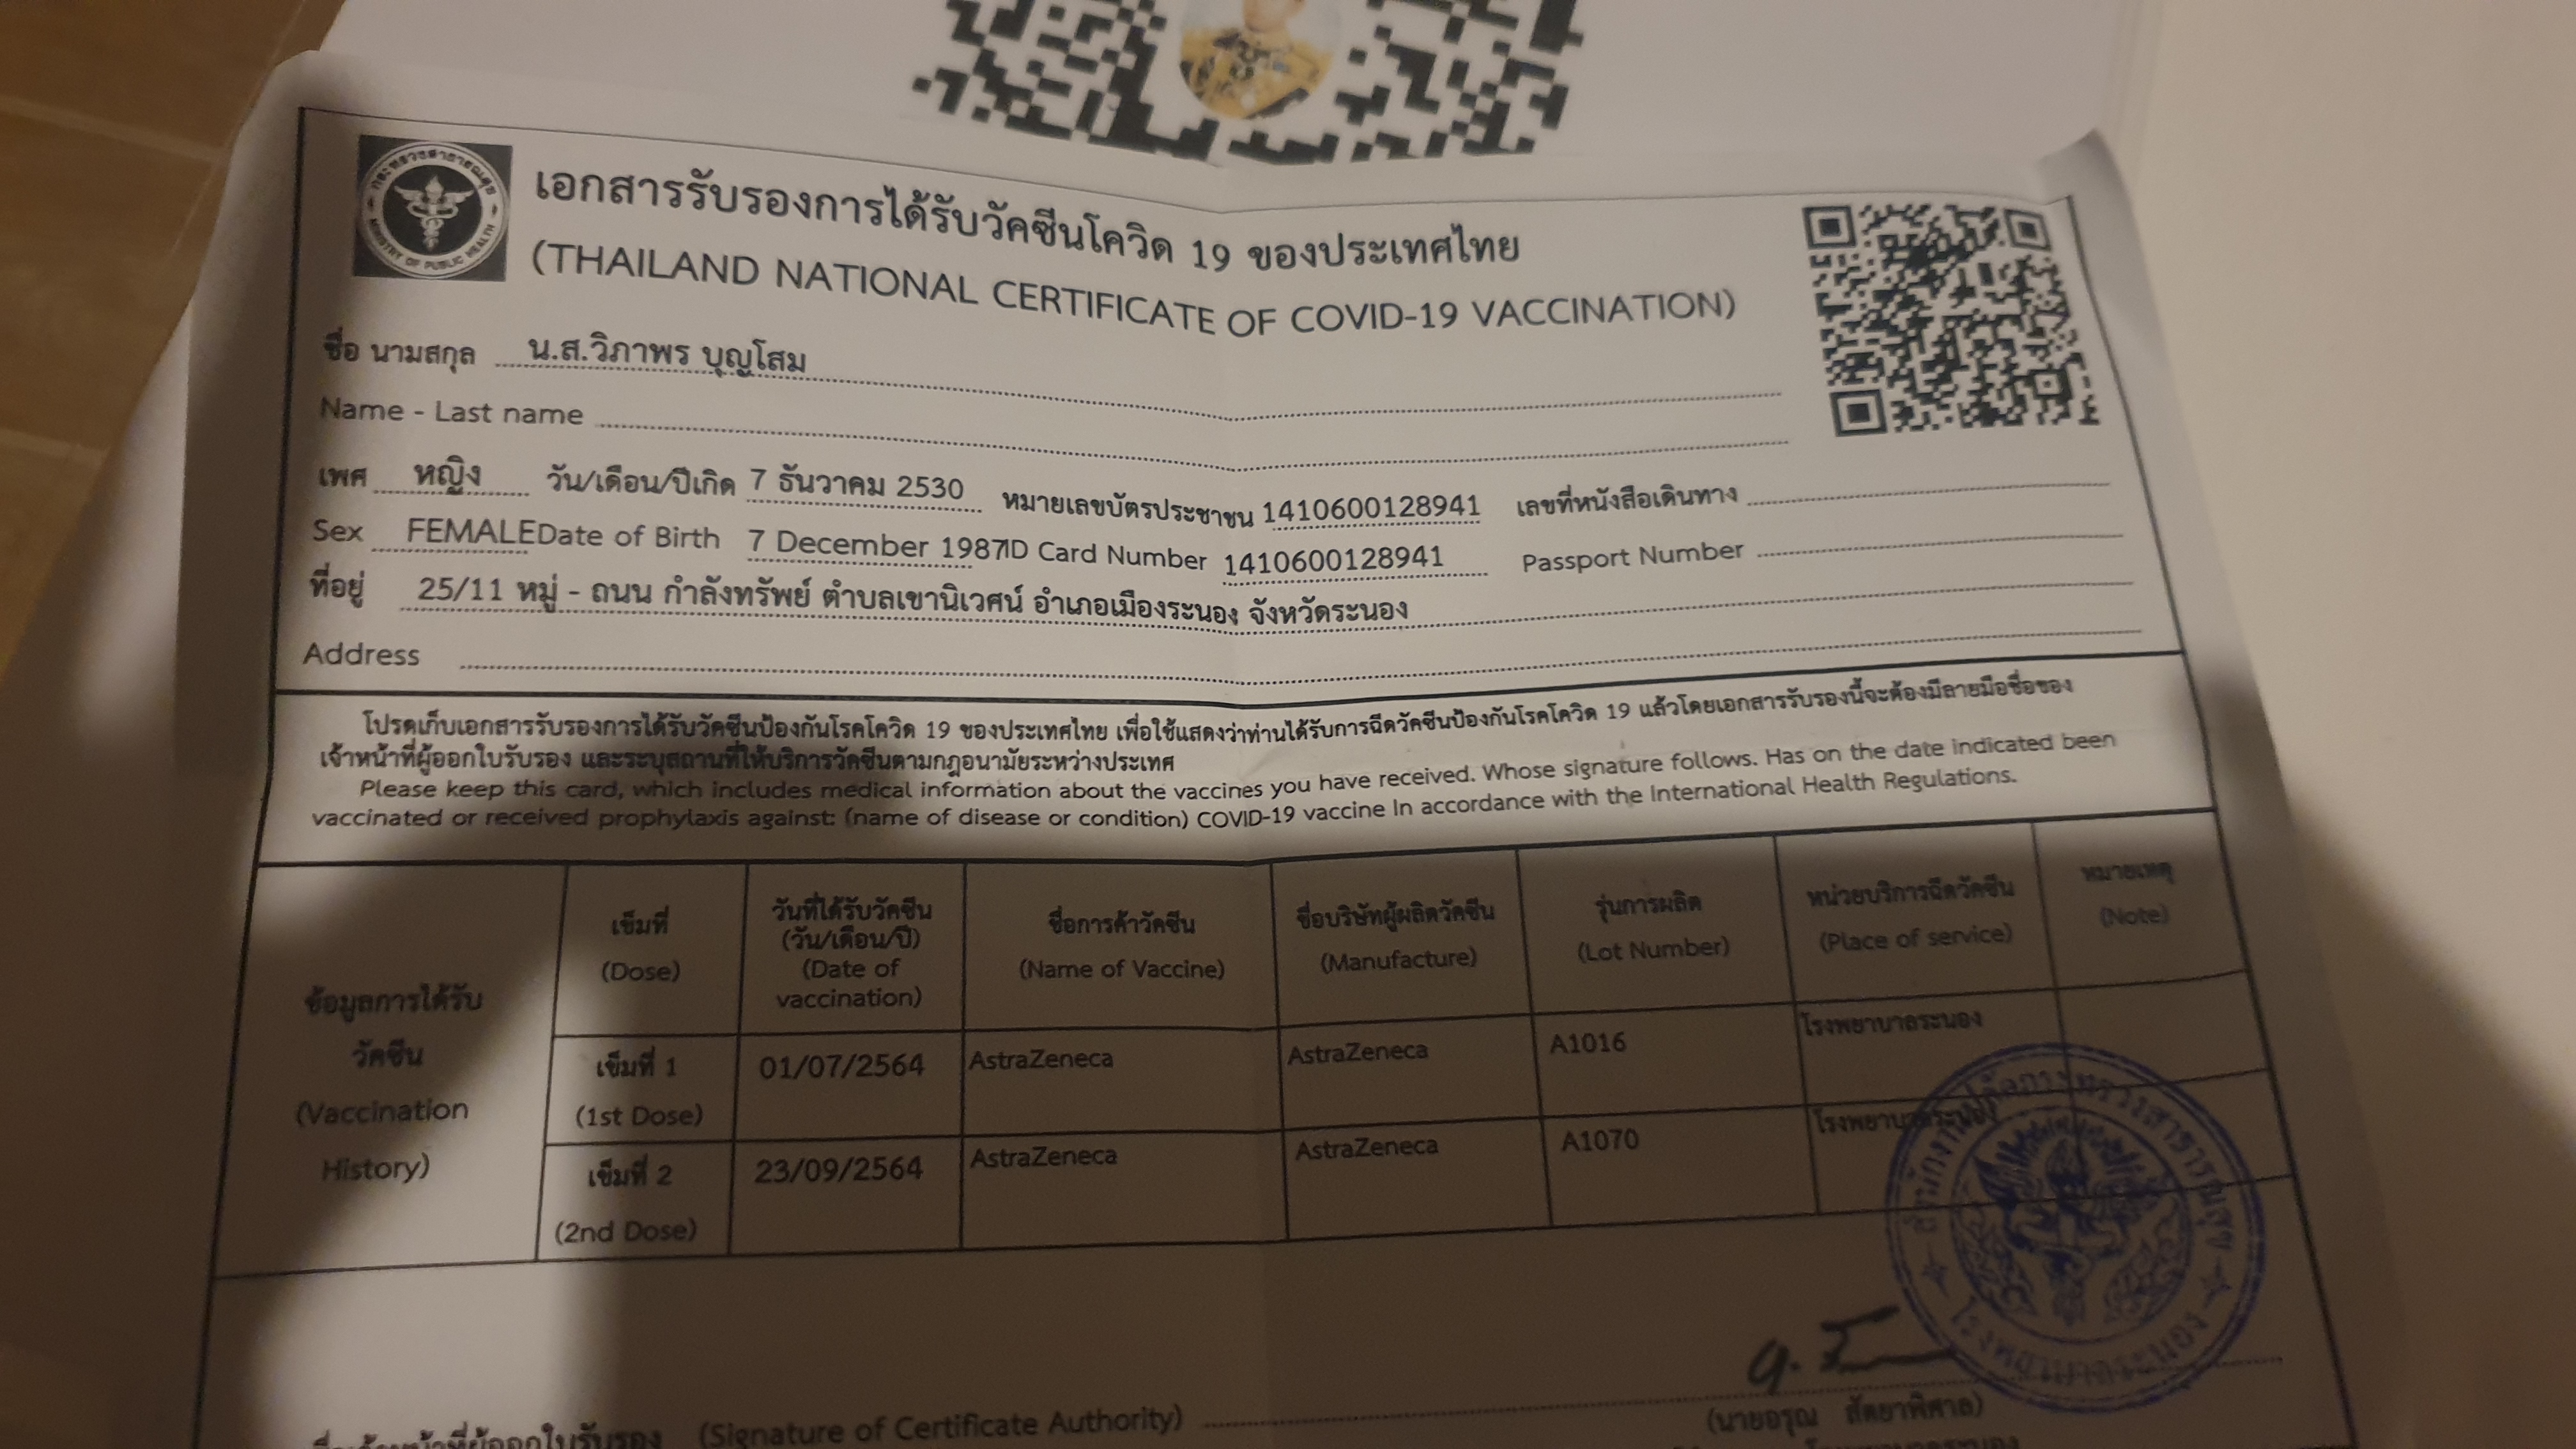 เอกสารรับรองการได้รับวัคซีนโควิด 19 ของประเทศไทย
(THAILAND NATIONAL CERTIFICATE OF COVID-19 VACCINATION)
กระทรวงสาธารณสุข
MINISTRY OF PUBLIC HEALTH
ชื่อ นามสกุล น.ส.วิภาพร บุญโสม
Name - Last name
เพศ หญิง วัน/เดือน/ปีเกิด 7 ธันวาคม 2530 หมายเลขบัตรประชาชน 1410600128941 เลขที่หนังสือเดินทาง
Sex FEMALE Date of Birth 7 December 1987 ID Card Number 1410600128941 Passport Number
ที่อยู่ 25/11 หมู่ - ถนน กำลังทรัพย์ ตำบลเขานิเวศน์ อำเภอเมืองระนอง จังหวัดระนอง
Address
โปรดเก็บเอกสารรับรองการได้รับวัคซีนป้องกันโรคโควิด 19 ของประเทศไทย เพื่อใช้แสดงว่าท่านได้รับการฉีดวัคซีนป้องกันโรคโควิด 19 แล้วโดยเอกสารรับรองนี้จะต้องมีลายมือชื่อของ
เจ้าหน้าที่ผู้ออกใบรับรอง และระบุสถานที่ให้บริการวัคซีนตามกฎอนามัยระหว่างประเทศ
Please keep this card, which includes medical information about the vaccines you have received. Whose signature follows. Has on the date indicated been
vaccinated or received prophylaxis against: (name of disease or condition) COVID-19 vaccine In accordance with the International Health Regulations.
ข้อมูลการได้รับ
วัคซีน
(Vaccination
History)
เข็มที่
(Dose)
วันที่ได้รับวัคซีน
(วัน/เดือน/ปี)
(Date of
vaccination)
ชื่อการค้าวัคซีน
(Name of Vaccine)
ชื่อบริษัทผู้ผลิตวัคซีน
(Manufacture)
รุ่นการผลิต
(Lot Number)
หน่วยบริการฉีดวัคซีน
(Place of service)
หมายเหตุ
(Note)
เข็มที่ 1
(1st Dose)
01/07/2564
AstraZeneca
AstraZeneca
A1016
โรงพยาบาลระนอง
เข็มที่ 2
(2nd Dose)
23/09/2564
AstraZeneca
AstraZeneca
A1070
โรงพยาบาลระนอง
(Signature of Certificate Authority)
(นายอรุณ สัตยาพิศาล)